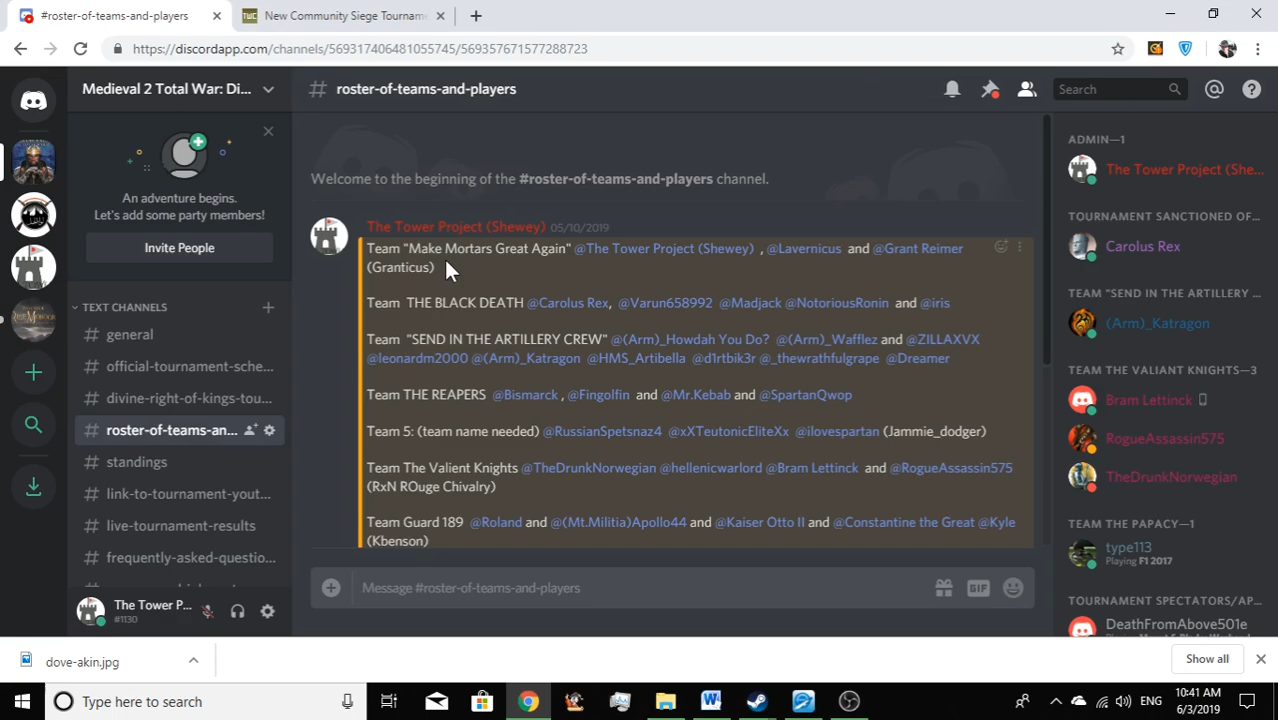 #roster-of-teams-and-players
New Community Siege Tourname
https://discordapp.com/channels/569317406481055745/569357671577288723
Medieval 2 Total War: Di...
# roster-of-teams-and-players
Search
An adventure begins.
Let's add some party members!
Invite People
TEXT CHANNELS
# general
# official-tournament-sche...
# divine-right-of-kings-tou...
# roster-of-teams-an...
# standings
# link-to-tournament-yout...
# live-tournament-results
# frequently-asked-questio...
The Tower P...
#1130
Welcome to the beginning of the #roster-of-teams-and-players channel.
The Tower Project (Shewey) 05/10/2019
Team "Make Mortars Great Again" @The Tower Project (Shewey) , @Lavernicus and @Grant Reimer
(Granticus)
Team THE BLACK DEATH @Carolus Rex, @Varun658992 @Madjack @NotoriousRonin and @iris
Team "SEND IN THE ARTILLERY CREW" @(Arm)_Howdah You Do? @(Arm)_Wafflez and @ZILLAXVX
@leonardm2000 @(Arm)_Katragon @HMS_Artibella @d1rtbik3r @_thewrathfulgrape @Dreamer
Team THE REAPERS @Bismarck , @Fingolfin and @Mr.Kebab and @SpartanQwop
Team 5: (team name needed) @RussianSpetsnaz4 @xXTeutonicEliteXx @ilovespartan (Jammie_dodger)
Team The Valient Knights @TheDrunkNorwegian @hellenicwarlord @Bram Lettinck and @RogueAssassin575
(RxN ROuge Chivalry)
Team Guard 189 @Roland and @(Mt.Militia)Apollo44 and @Kaiser Otto II and @Constantine the Great @Kyle
(Kbenson)
Message #roster-of-teams-and-players
GIF
ADMIN—1
The Tower Project (Shewe...
TOURNAMENT SANCTIONED OF...
Carolus Rex
TEAM "SEND IN THE ARTILLERY ...
(Arm)_Katragon
TEAM THE VALIANT KNIGHTS—3
Bram Lettinck
RogueAssassin575
TheDrunkNorwegian
TEAM THE PAPACY—1
type113
Playing F1 2017
TOURNAMENT SPECTATORS/AP...
DeathFromAbove501e
dove-akin.jpg
Show all
Type here to search
ENG
10:41 AM
6/3/2019